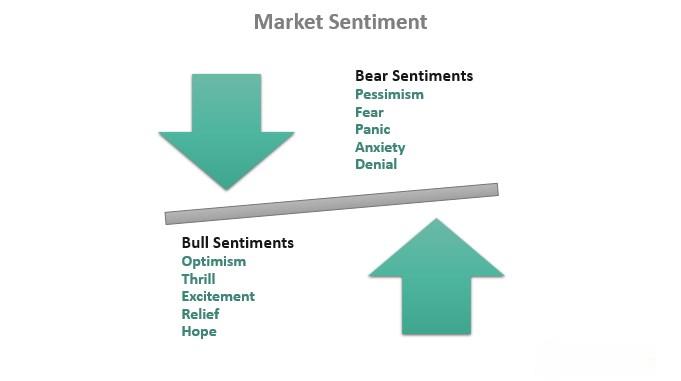 Market Sentiment
Bear Sentiments
Pessimism
Fear
Panic
Anxiety
Denial
Bull Sentiments
Optimism
Thrill
Excitement
Relief
Hope